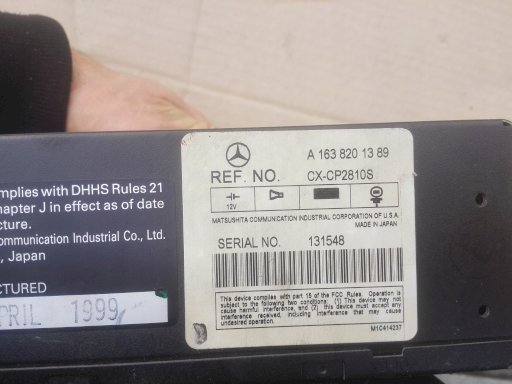 omplies with DHHS Rules 21
hapter J in effect as of date
cture.
ommunication Industrial Co., Ltd.
, Japan
CTURED
PRIL 1999
A 163 820 13 89
REF. NO. CX-CP2810S
12V
MATSUSHITA COMMUNICATION INDUSTRIAL CORPORATION OF U.S.A.
MADE IN JAPAN
SERIAL NO. 131548
This device complies with part 15 of the FCC Rules. Operation is
subject to the following two conditions: (1) This device may not
cause harmful interference, and (2) this device must accept any
interference received, including interference that may cause
undesired operation.
M1C414237